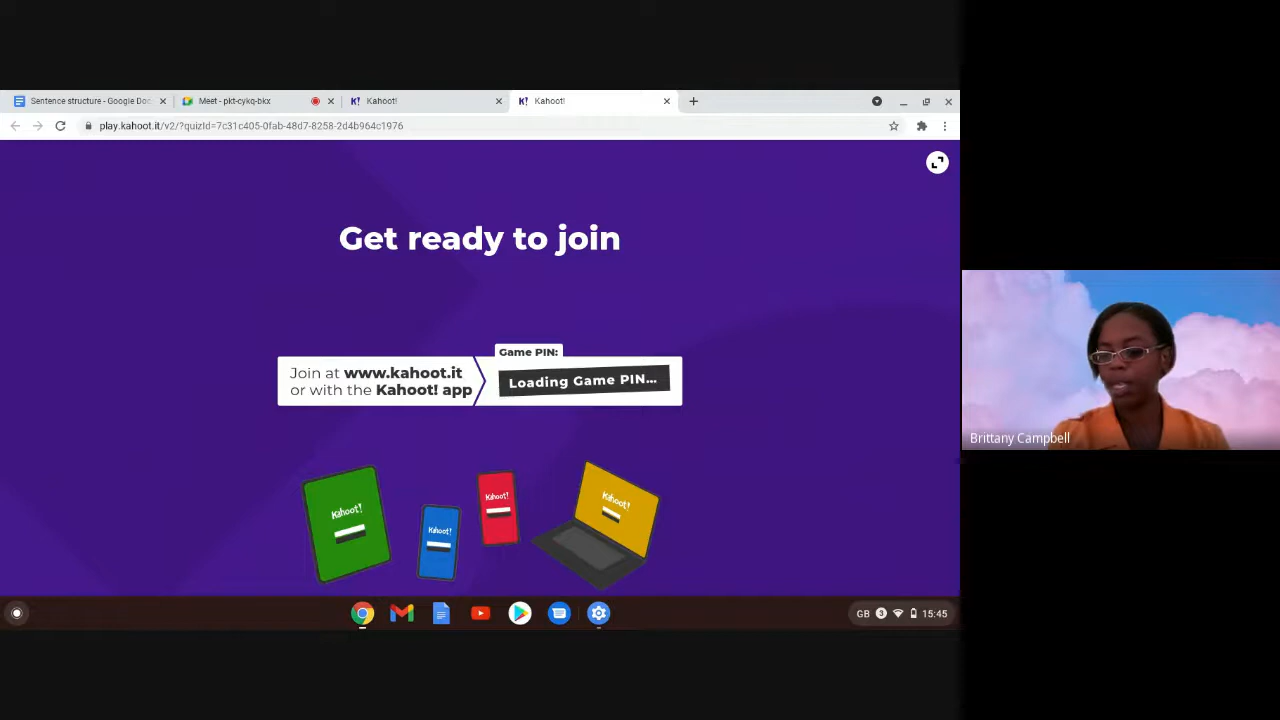 Sentence structure - Google Doc
Meet - pkt-cykq-bkx
K! Kahoot!
K! Kahoot!
play.kahoot.it/v2/?quizId=7c31c405-0fab-48d7-8258-2d4b964c1976
Get ready to join
Game PIN:
Join at www.kahoot.it
or with the Kahoot! app
Loading Game PIN...
Kahoot!
Kahoot!
Kahoot!
Kahoot!
Brittany Campbell
GB 3 15:45